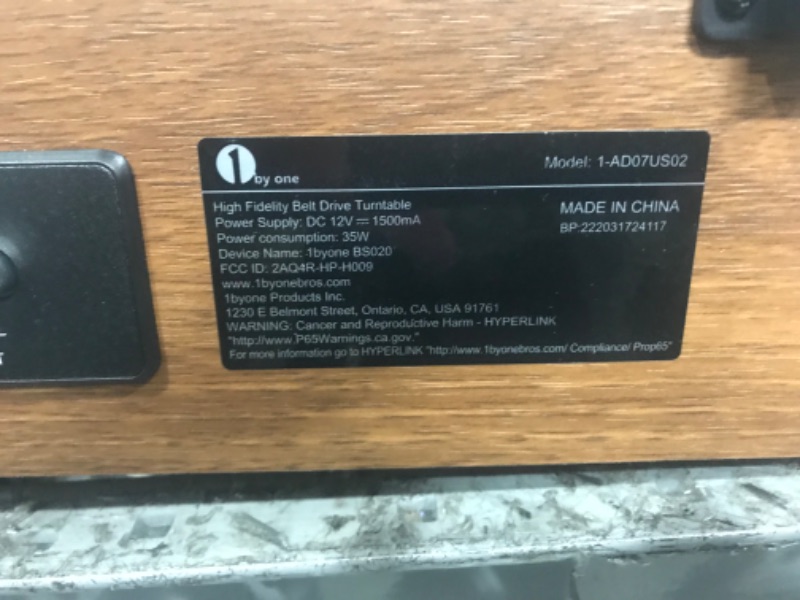 1 by one
Model: 1-AD07US02
High Fidelity Belt Drive Turntable
Power Supply: DC 12V ⎓ 1500mA
Power consumption: 35W
Device Name: 1byone BS020
FCC ID: 2AQ4R-HP-H009
www.1byonebros.com
1byone Products Inc.
1230 E Belmont Street, Ontario, CA, USA 91761
WARNING: Cancer and Reproductive Harm - HYPERLINK
"http://www.P65Warnings.ca.gov."
For more information go to HYPERLINK "http://www.1byonebros.com/ Compliance/ Prop65"
MADE IN CHINA
BP:222031724117